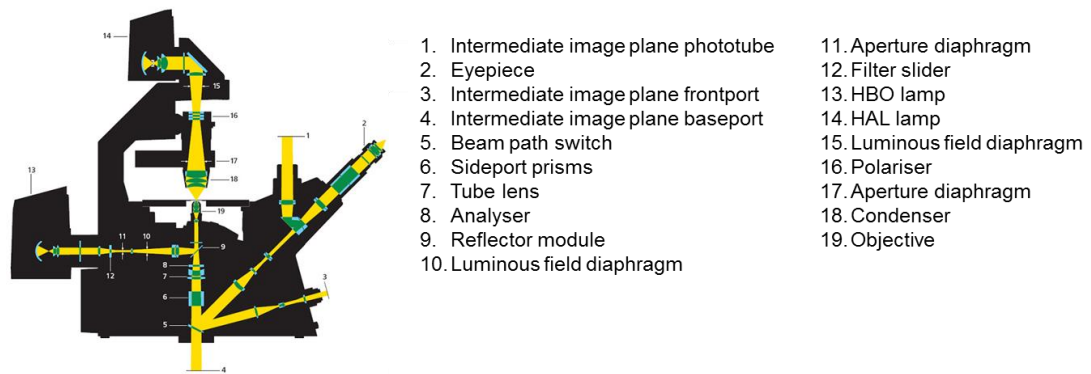 14
15
16
17
18
19
13
11
10
9
12
8
7
6
5
4
1
2
3
1. Intermediate image plane phototube
2. Eyepiece
3. Intermediate image plane frontport
4. Intermediate image plane baseport
5. Beam path switch
6. Sideport prisms
7. Tube lens
8. Analyser
9. Reflector module
10. Luminous field diaphragm
11. Aperture diaphragm
12. Filter slider
13. HBO lamp
14. HAL lamp
15. Luminous field diaphragm
16. Polariser
17. Aperture diaphragm
18. Condenser
19. Objective